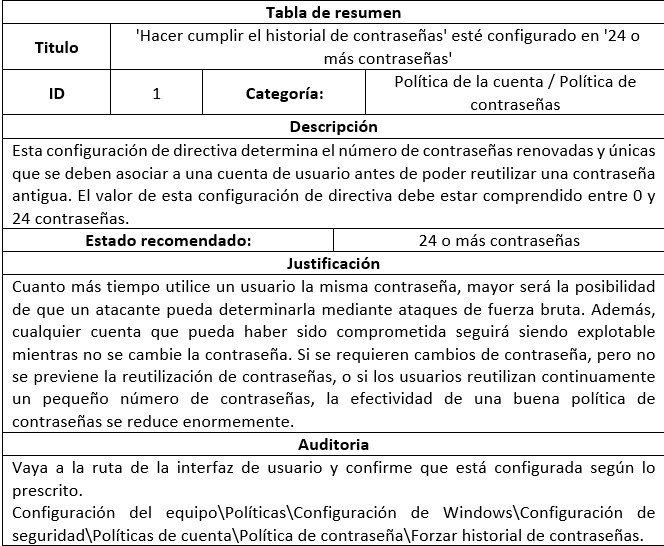 Tabla de resumen
Titulo
'Hacer cumplir el historial de contraseñas' esté configurado en '24 o
más contraseñas'
ID
1
Categoría:
Política de la cuenta / Política de
contraseñas
Descripción
Esta configuración de directiva determina el número de contraseñas renovadas y únicas
que se deben asociar a una cuenta de usuario antes de poder reutilizar una contraseña
antigua. El valor de esta configuración de directiva debe estar comprendido entre 0 y
24 contraseñas.
Estado recomendado:
24 o más contraseñas
Justificación
Cuanto más tiempo utilice un usuario la misma contraseña, mayor será la posibilidad
de que un atacante pueda determinarla mediante ataques de fuerza bruta. Además,
cualquier cuenta que pueda haber sido comprometida seguirá siendo explotable
mientras no se cambie la contraseña. Si se requieren cambios de contraseña, pero no
se previene la reutilización de contraseñas, o si los usuarios reutilizan continuamente
un pequeño número de contraseñas, la efectividad de una buena política de
contraseñas se reduce enormemente.
Auditoria
Vaya a la ruta de la interfaz de usuario y confirme que está configurada según lo
prescrito.
Configuración del equipo\Políticas\Configuración de Windows\Configuración de
seguridad\Políticas de cuenta\Política de contraseña\Forzar historial de contraseñas.